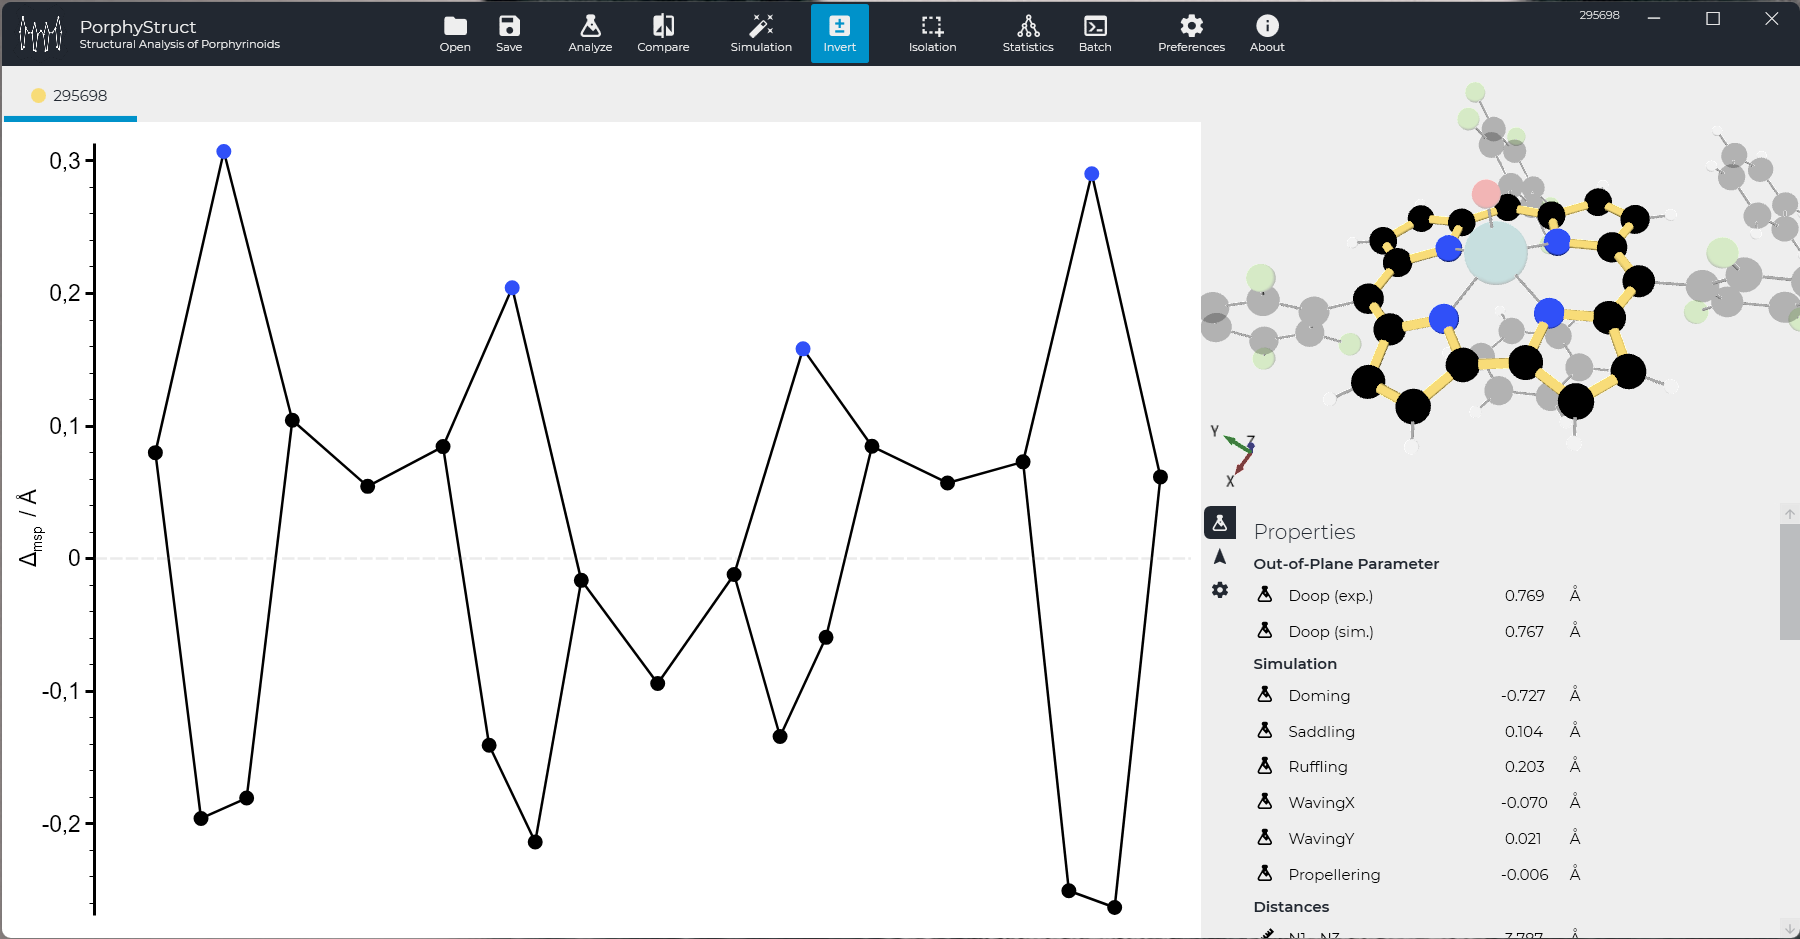 PorphyStruct
Structural Analysis of Porphyrinoids
Open
Save
Analyze
Compare
Simulation
Invert
Isolation
Statistics
Batch
Preferences
About
295698
295698
0,3
0,2
0,1
0
-0,1
-0,2
Δmsp / Å
Y
Z
X
Properties
Out-of-Plane Parameter
Doop (exp.) 0.769 Å
Doop (sim.) 0.767 Å
Simulation
Doming -0.727 Å
Saddling 0.104 Å
Ruffling 0.203 Å
WavingX -0.070 Å
WavingY 0.021 Å
Propellering -0.006 Å
Distances